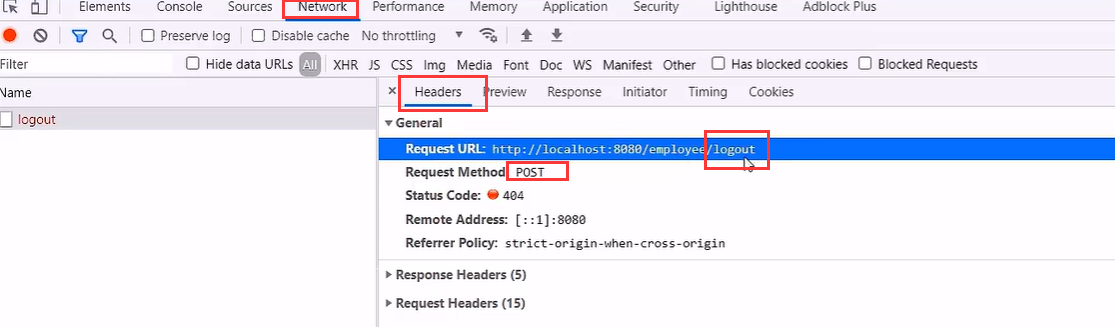 Elements Console Sources Network Performance Memory Application Security Lighthouse Adblock Plus
Preserve log Disable cache No throttling
Filter Hide data URLs All XHR JS CSS Img Media Font Doc WS Manifest Other Has blocked cookies Blocked Requests
Name
× Headers Preview Response Initiator Timing Cookies
logout
General
Request URL: http://localhost:8080/employee/logout
Request Method POST
Status Code: 404
Remote Address: [::1]:8080
Referrer Policy: strict-origin-when-cross-origin
Response Headers (5)
Request Headers (15)